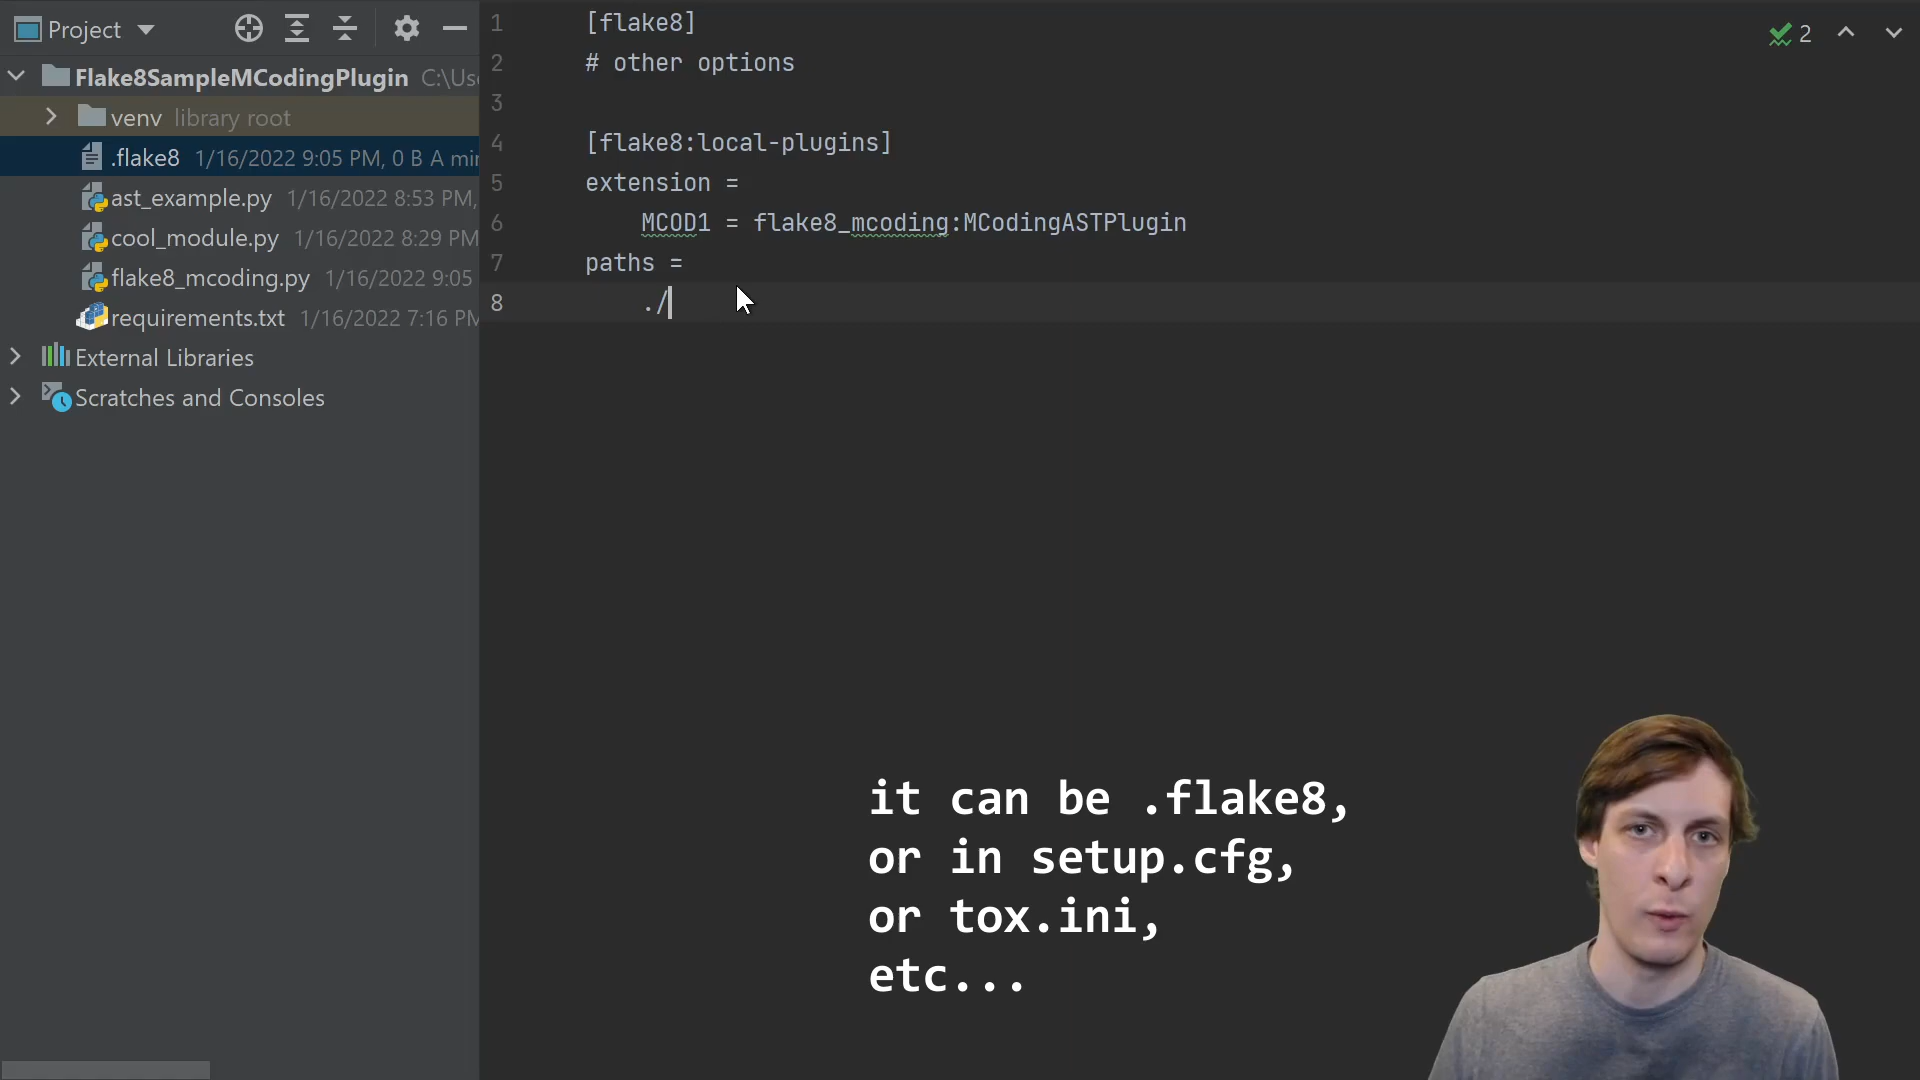 Project
Flake8SampleMCodingPlugin C:\Use
venv library root
.flake8 1/16/2022 9:05 PM, 0 B A min
ast_example.py 1/16/2022 8:53 PM,
cool_module.py 1/16/2022 8:29 PM
flake8_mcoding.py 1/16/2022 9:05
requirements.txt 1/16/2022 7:16 PM
External Libraries
Scratches and Consoles
1 [flake8]
2 # other options
3
4 [flake8:local-plugins]
5 extension =
6 MCOD1 = flake8_mcoding:MCodingASTPlugin
7 paths =
8 ./
2
it can be .flake8,
or in setup.cfg,
or tox.ini,
etc...